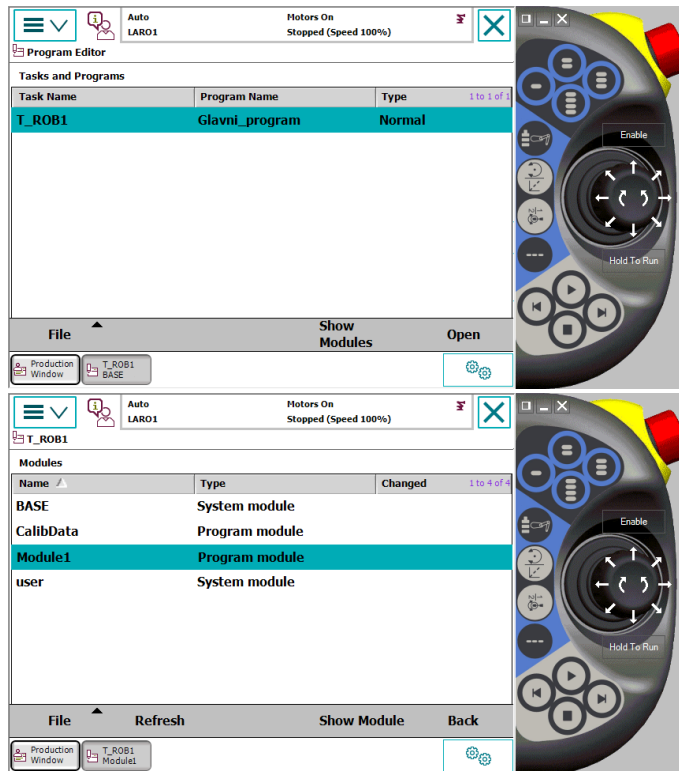 Auto
LARO1
Motors On
Stopped (Speed 100%)
Program Editor
Tasks and Programs
Task Name Program Name Type 1 to 1 of 1
T_ROB1 Glavni_program Normal
File Show Modules Open
Production Window
T_ROB1 BASE
Enable
Hold To Run
Auto
LARO1
Motors On
Stopped (Speed 100%)
T_ROB1
Modules
Name Type Changed 1 to 4 of 4
BASE System module
CalibData Program module
Module1 Program module
user System module
File Refresh Show Module Back
Production Window
T_ROB1 Module1
Enable
Hold To Run